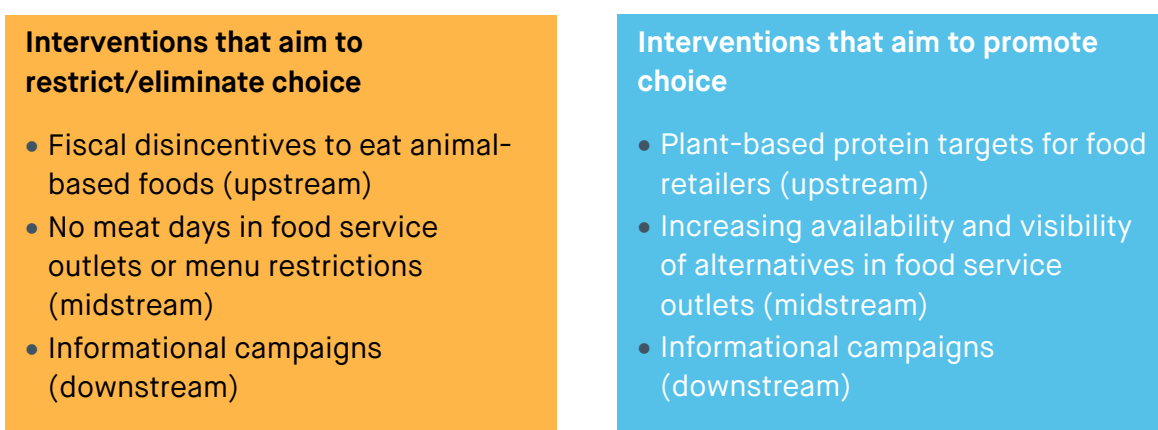 Interventions that aim to
restrict/eliminate choice
• Fiscal disincentives to eat animal-
based foods (upstream)
• No meat days in food service
outlets or menu restrictions
(midstream)
• Informational campaigns
(downstream)
Interventions that aim to promote
choice
• Plant-based protein targets for food
retailers (upstream)
• Increasing availability and visibility
of alternatives in food service
outlets (midstream)
• Informational campaigns
(downstream)